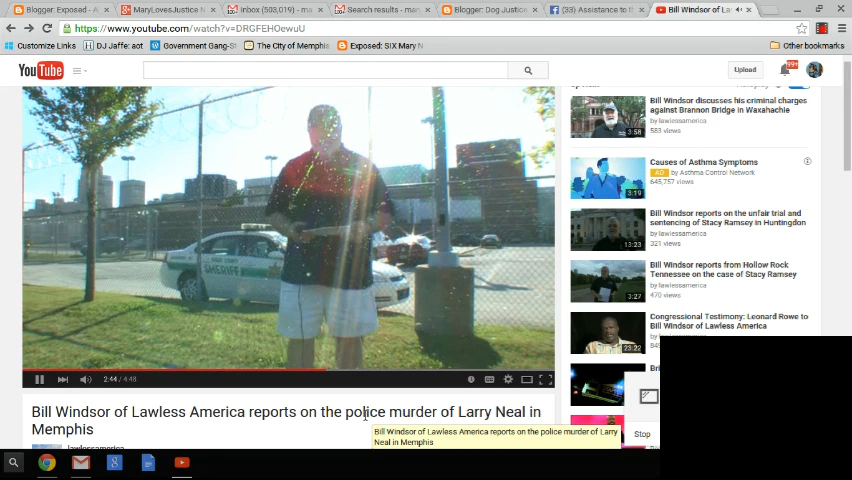 Blogger: Exposed - A
MaryLovesJustice N
Inbox (503,019) - m
Search results - man
Blogger: Dog Justice
(33) Assistance to th
Bill Windsor of La
https://www.youtube.com/watch?v=DRGFEHOewuU
Customize Links
DJ Jaffe: aot
Government Gang-St
The City of Memphis
Exposed: SIX Mary N
Other bookmarks
YouTube
Upload
99+
SHERIFF
2:44 / 4:48
Bill Windsor of Lawless America reports on the police murder of Larry Neal in
Memphis
lawlessamerica
Bill Windsor of Lawless America reports on the police murder of Larry
Neal in Memphis
Bill Windsor discusses his criminal charges
against Brannon Bridge in Waxahachie
by lawlessamerica
583 views
3:58
Causes of Asthma Symptoms
AD by Asthma Control Network
645,757 views
3:19
Bill Windsor reports on the unfair trial and
sentencing of Stacy Ramsey in Huntingdon
by lawlessamerica
321 views
13:23
Bill Windsor reports from Hollow Rock
Tennessee on the case of Stacy Ramsey
by lawlessamerica
470 views
3:27
Congressional Testimony: Leonard Rowe to
Bill Windsor of Lawless America
by lawlessamerica
23:22
Stop